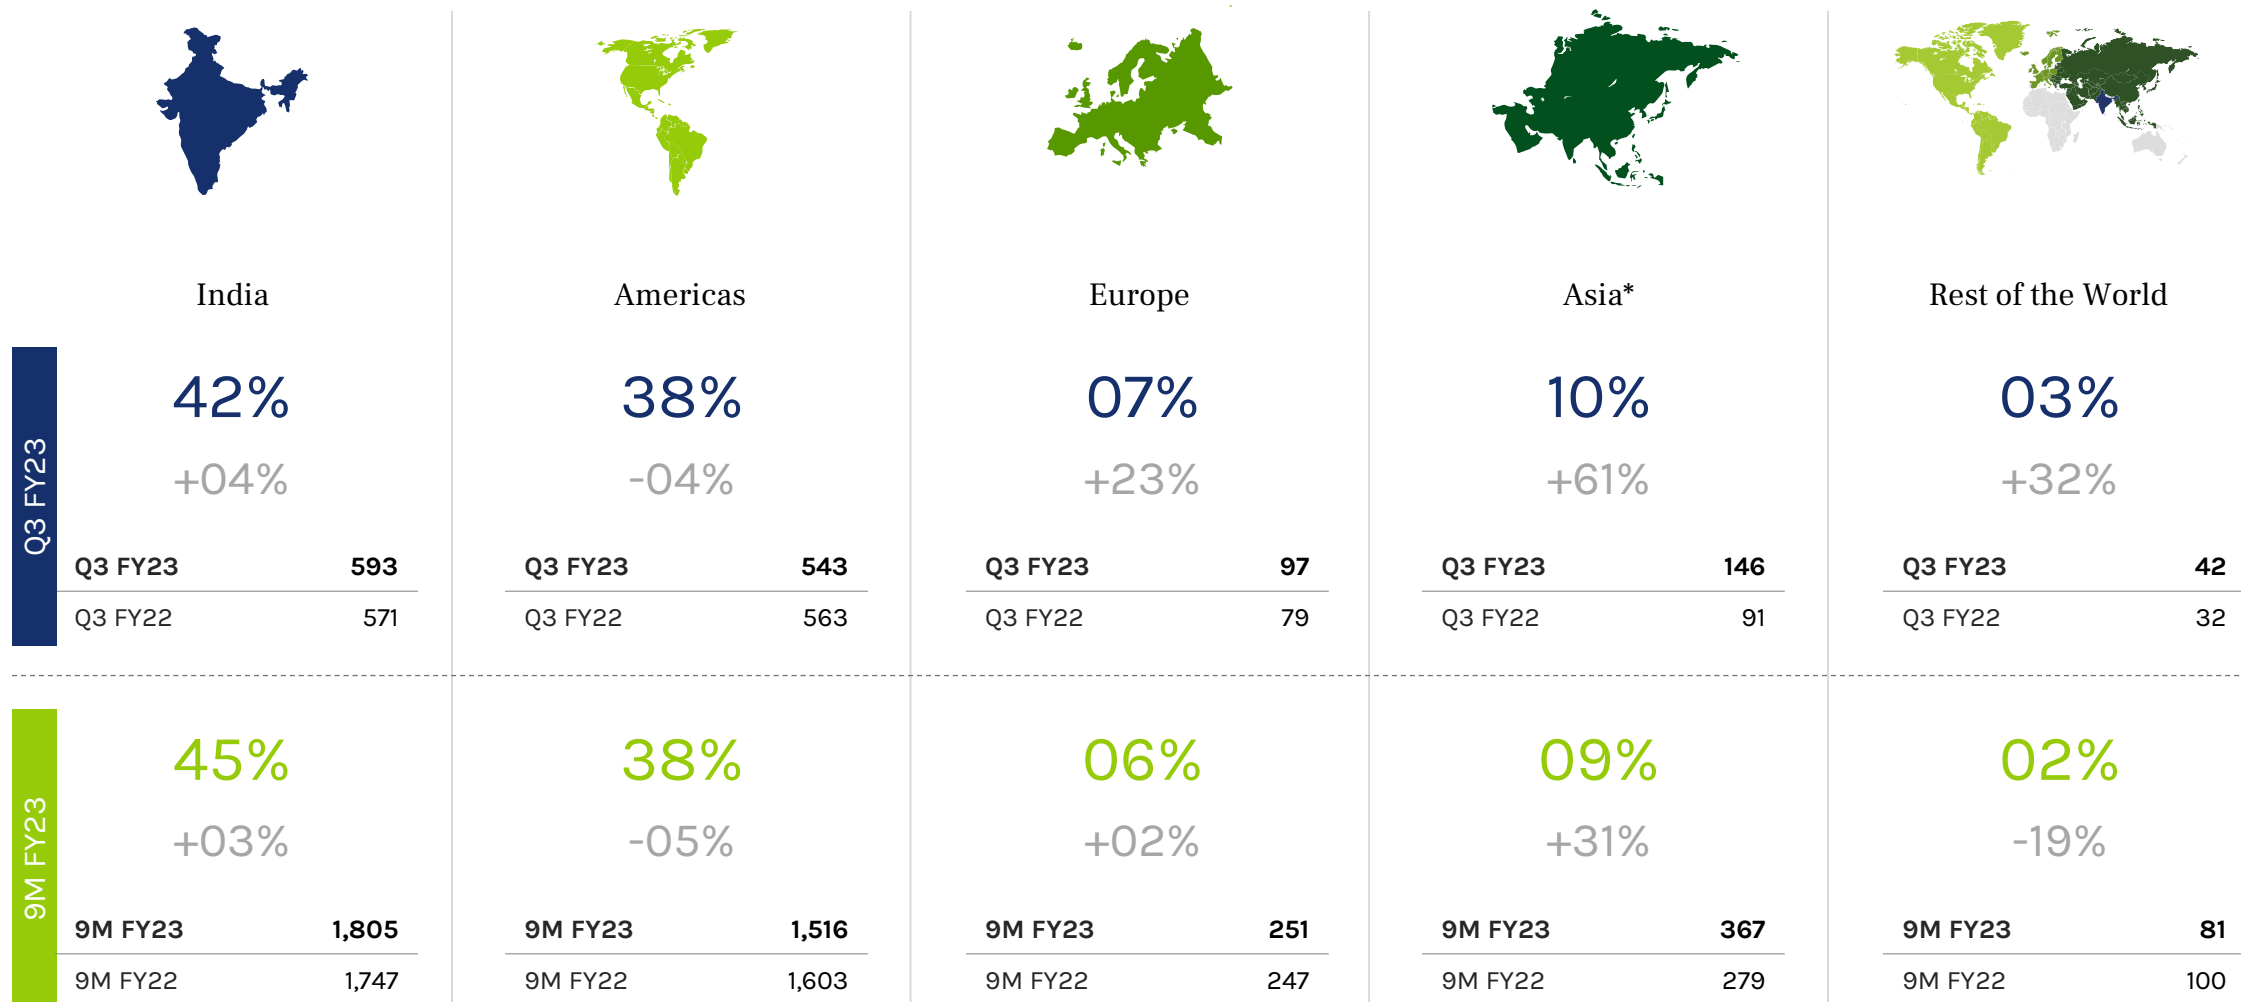 India Americas Europe Asia* Rest of the World
Q3 FY23
42% 38% 07% 10% 03%
+04% -04% +23% +61% +32%
Q3 FY23 593 Q3 FY23 543 Q3 FY23 97 Q3 FY23 146 Q3 FY23 42
Q3 FY22 571 Q3 FY22 563 Q3 FY22 79 Q3 FY22 91 Q3 FY22 32
9M FY23
45% 38% 06% 09% 02%
+03% -05% +02% +31% -19%
9M FY23 1,805 9M FY23 1,516 9M FY23 251 9M FY23 367 9M FY23 81
9M FY22 1,747 9M FY22 1,603 9M FY22 247 9M FY22 279 9M FY22 100